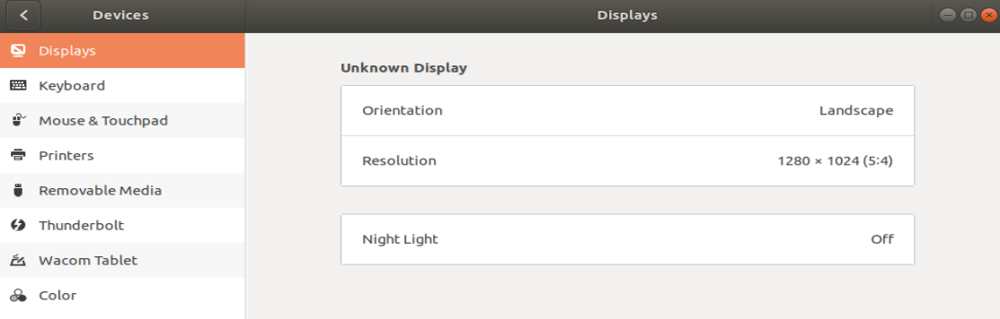 Devices
Displays
Displays
Keyboard
Mouse & Touchpad
Printers
Removable Media
Thunderbolt
Wacom Tablet
Color
Unknown Display
Orientation Landscape
Resolution 1280 × 1024 (5:4)
Night Light Off